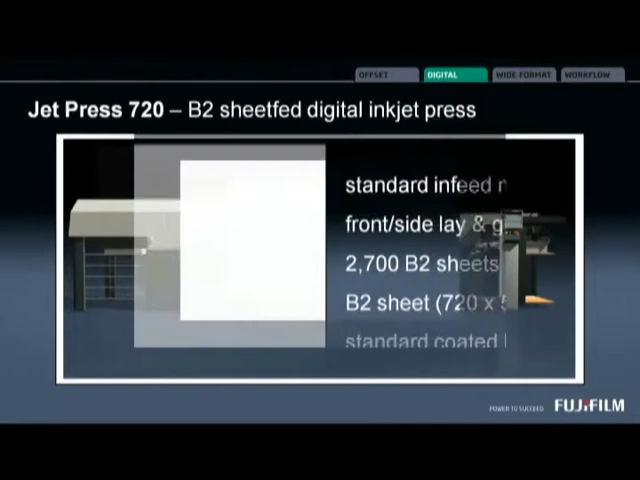 OFFSET DIGITAL WIDE FORMAT WORKFLOW
Jet Press 720 – B2 sheetfed digital inkjet press
standard infeed
front/side lay &
2,700 B2 sheets
B2 sheet (720 x
standard coated
POWER TO SUCCEED FUJIFILM